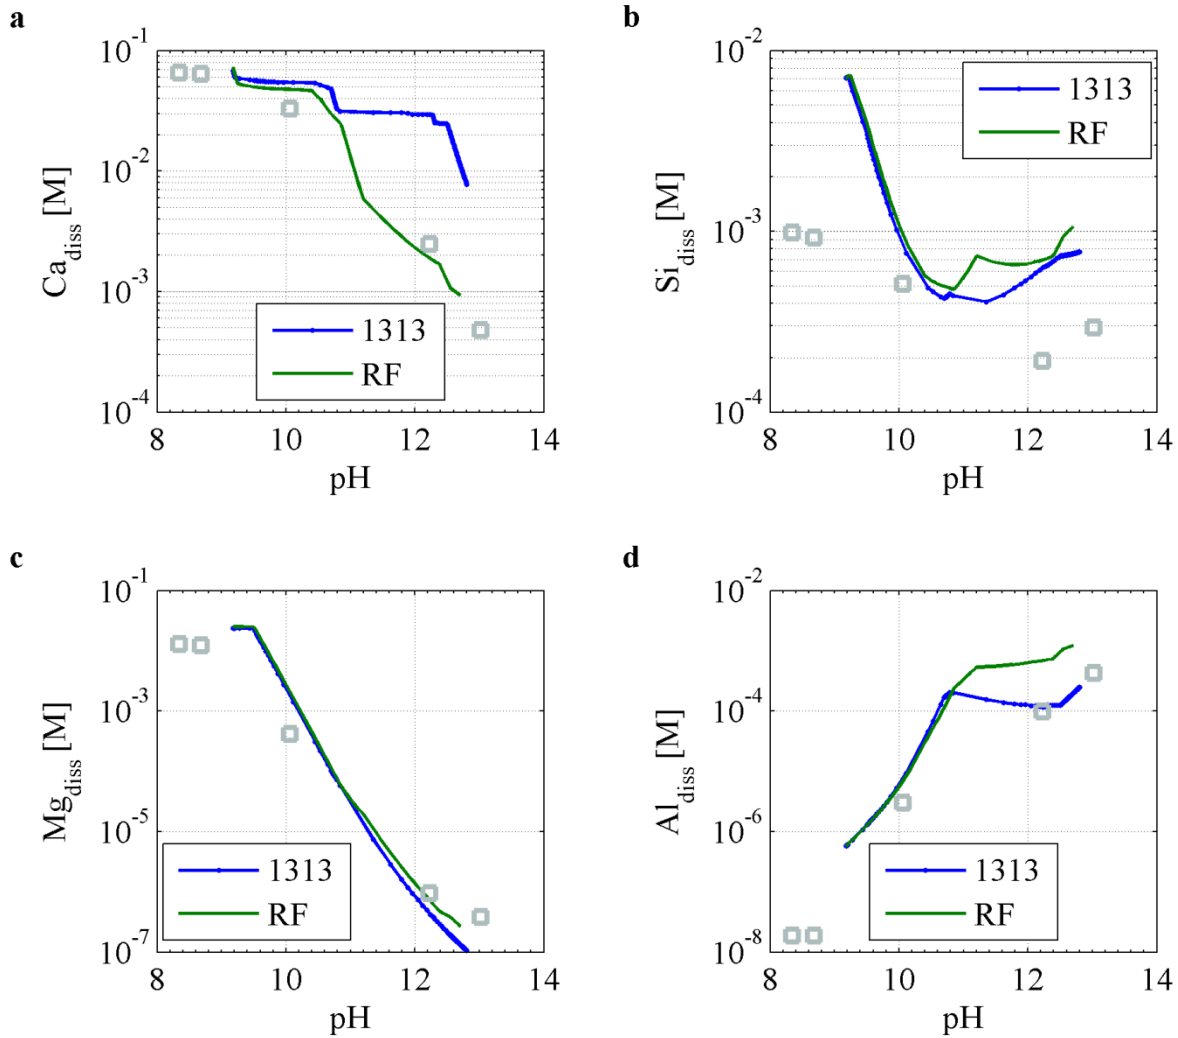 a
10^-1
10^-2
10^-3
10^-4
Ca_diss [M]
1313
RF
8 10 12 14
pH
b
10^-2
10^-3
10^-4
Si_diss [M]
1313
RF
8 10 12 14
pH
c
10^-1
10^-3
10^-5
10^-7
Mg_diss [M]
1313
RF
8 10 12 14
pH
d
10^-2
10^-4
10^-6
10^-8
Al_diss [M]
1313
RF
8 10 12 14
pH